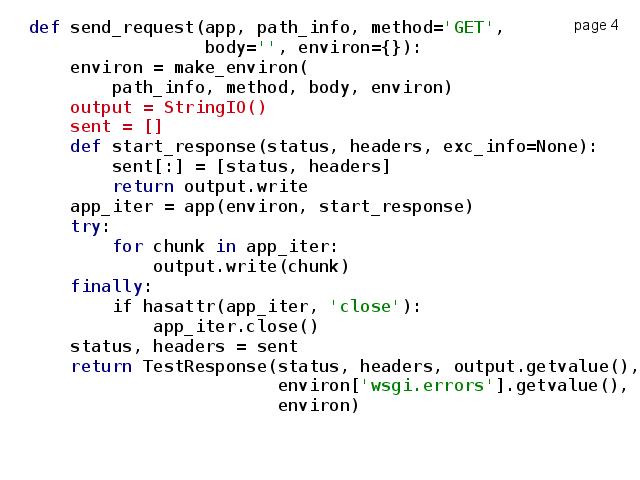 def send_request(app, path_info, method='GET',
page 4
body='', environ={}):
environ = make_environ(
path_info, method, body, environ)
output = StringIO()
sent = []
def start_response(status, headers, exc_info=None):
sent[:] = [status, headers]
return output.write
app_iter = app(environ, start_response)
try:
for chunk in app_iter:
output.write(chunk)
finally:
if hasattr(app_iter, 'close'):
app_iter.close()
status, headers = sent
return TestResponse(status, headers, output.getvalue(),
environ['wsgi.errors'].getvalue(),
environ)